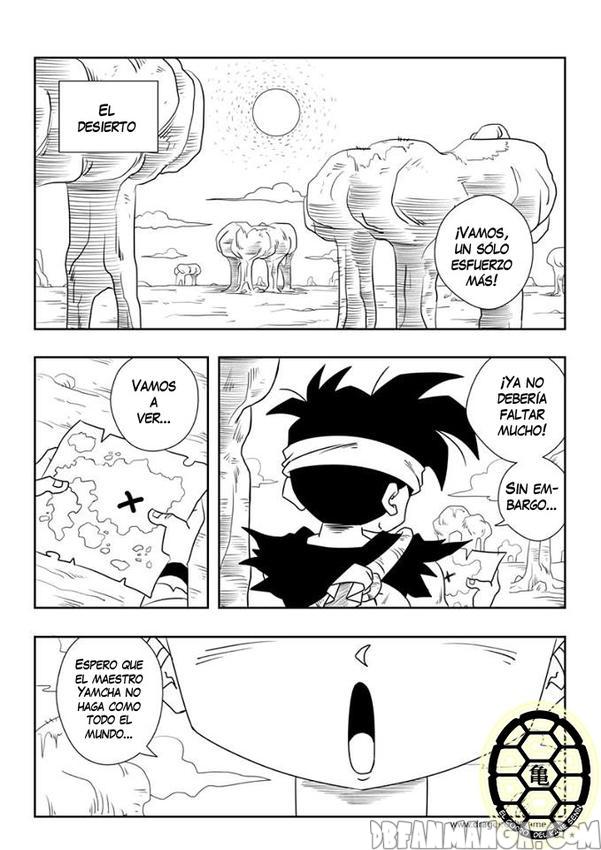 EL
DESIERTO
¡VAMOS,
UN SÓLO
ESFUERZO
MÁS!
VAMOS
A
VER...
¡YA NO
DEBERÍA
FALTAR
MUCHO!
SIN EM-
BARGO...
ESPERO QUE
EL MAESTRO
YAMCHA NO
HAGA COMO
TODO EL
MUNDO...
亀
DBFANMANGA.COM